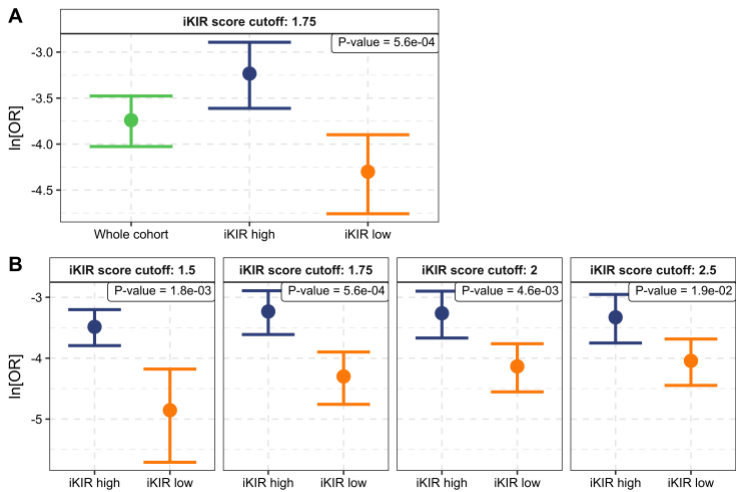 A
iKIR score cutoff: 1.75
P-value = 5.6e-04
ln[OR]
-3.0
-3.5
-4.0
-4.5
Whole cohort
iKIR high
iKIR low
B
iKIR score cutoff: 1.5
iKIR score cutoff: 1.75
iKIR score cutoff: 2
iKIR score cutoff: 2.5
P-value = 1.8e-03
P-value = 5.6e-04
P-value = 4.6e-03
P-value = 1.9e-02
ln[OR]
-3
-4
-5
iKIR high
iKIR low
iKIR high
iKIR low
iKIR high
iKIR low
iKIR high
iKIR low